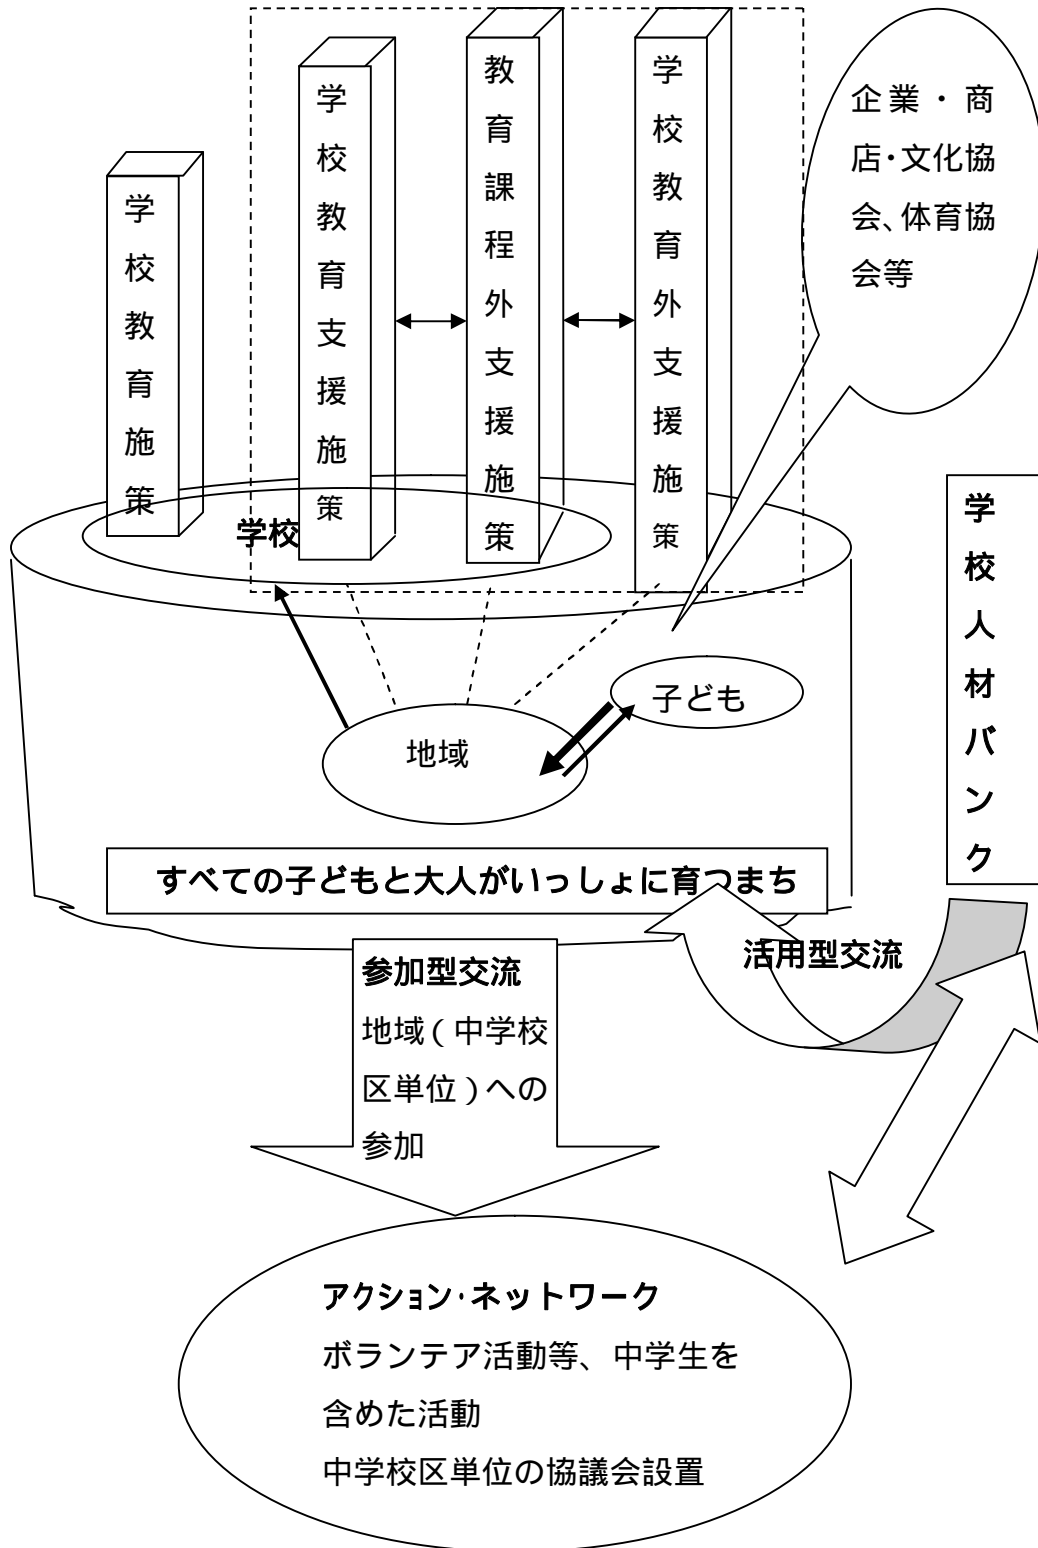 学校教育施策
学校教育支援施策
教育課程外支援施策
学校教育外支援施策
企業・商
店・文化協
会、体育協
会等
学校
子ども
地域
学校人材バンク
すべての子どもと大人がいっしょに育つまち
活用型交流
参加型交流
地域（中学校
区単位）への
参加
アクション・ネットワーク
ボランテア活動等、中学生を
含めた活動
中学校区単位の協議会設置